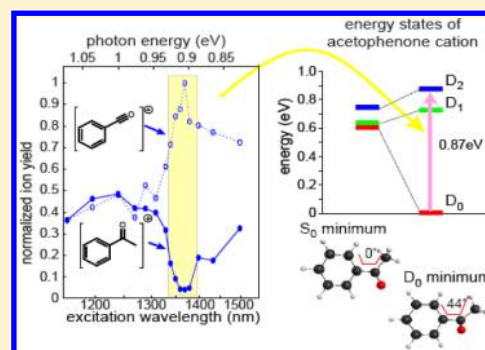 photon energy (eV)
1.05 1 0.95 0.9 0.85
normalized ion yield
1
0.9
0.8
0.7
0.6
0.5
0.4
0.3
0.2
0.1
0
O
⊕
O
⊕
1200 1300 1400 1500
excitation wavelength (nm)
energy states of
acetophenone cation
energy (eV)
1.0
0.8
0.6
0.4
0.2
0
D2
D1
0.87eV
D0
S0 minimum
0°
D0 minimum
44°